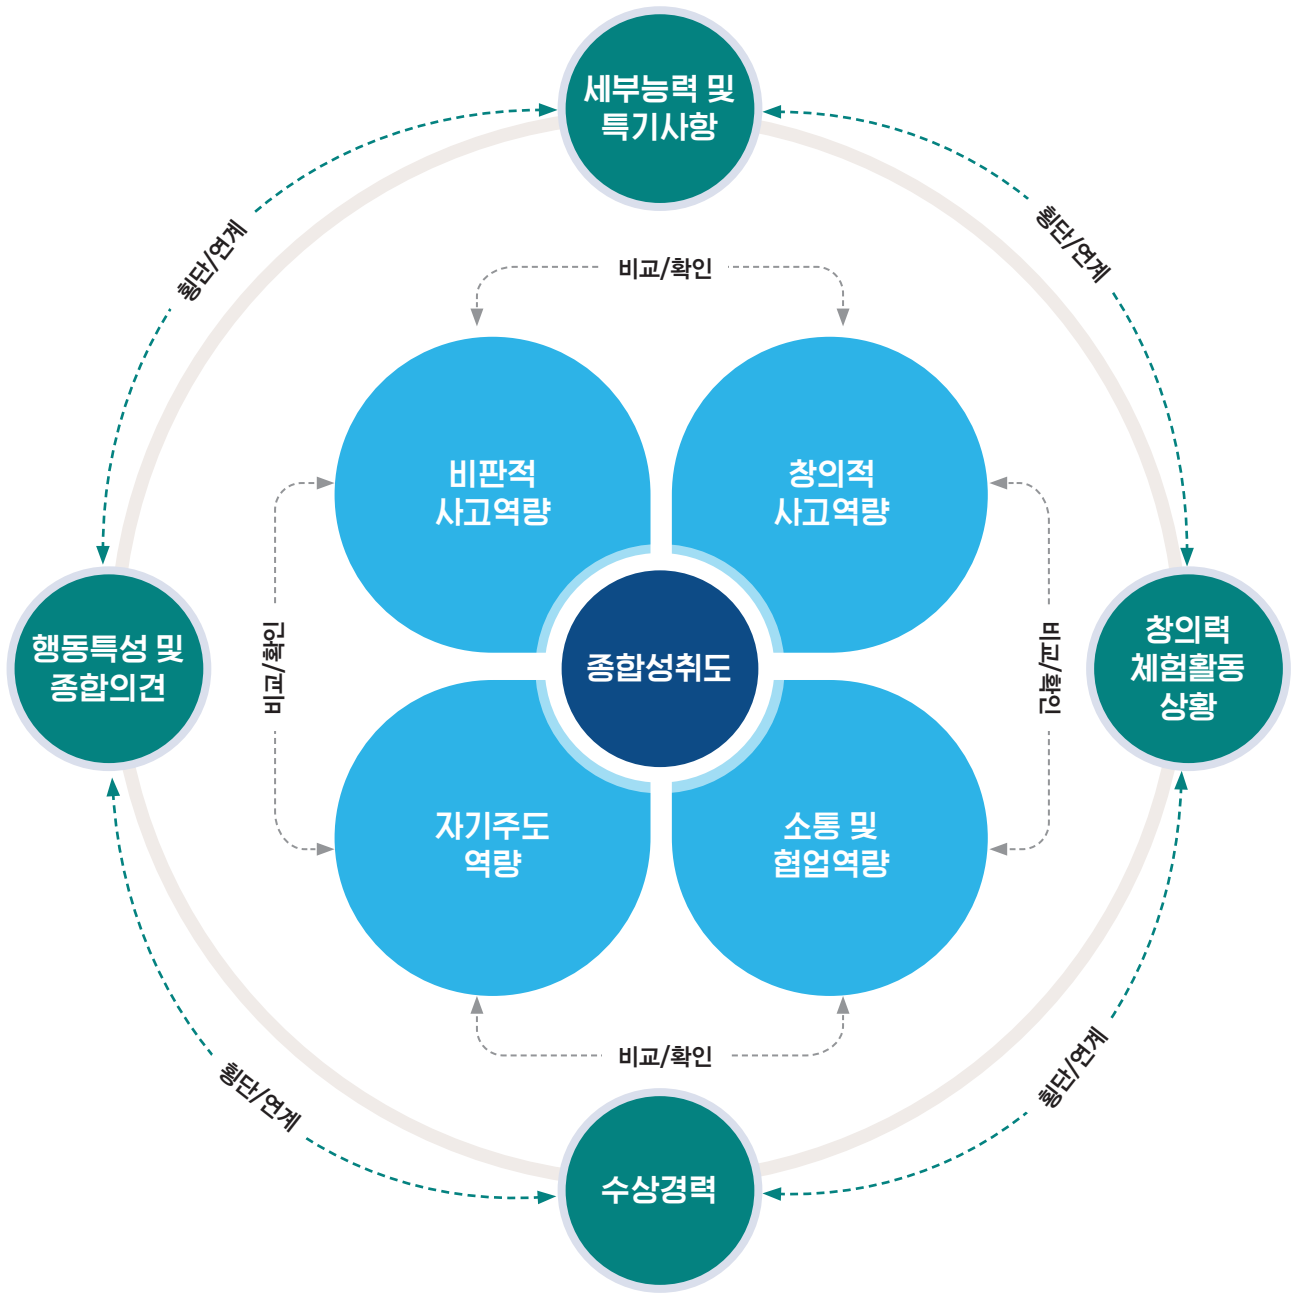 세부능력 및
특기사항
횡단/연계
횡단/연계
비교/확인
비판적
사고역량
창의적
사고역량
행동특성 및
종합의견
비교/확인
종합성취도
비교/확인
창의력
체험활동
상황
자기주도
역량
소통 및
협업역량
비교/확인
횡단/연계
횡단/연계
수상경력